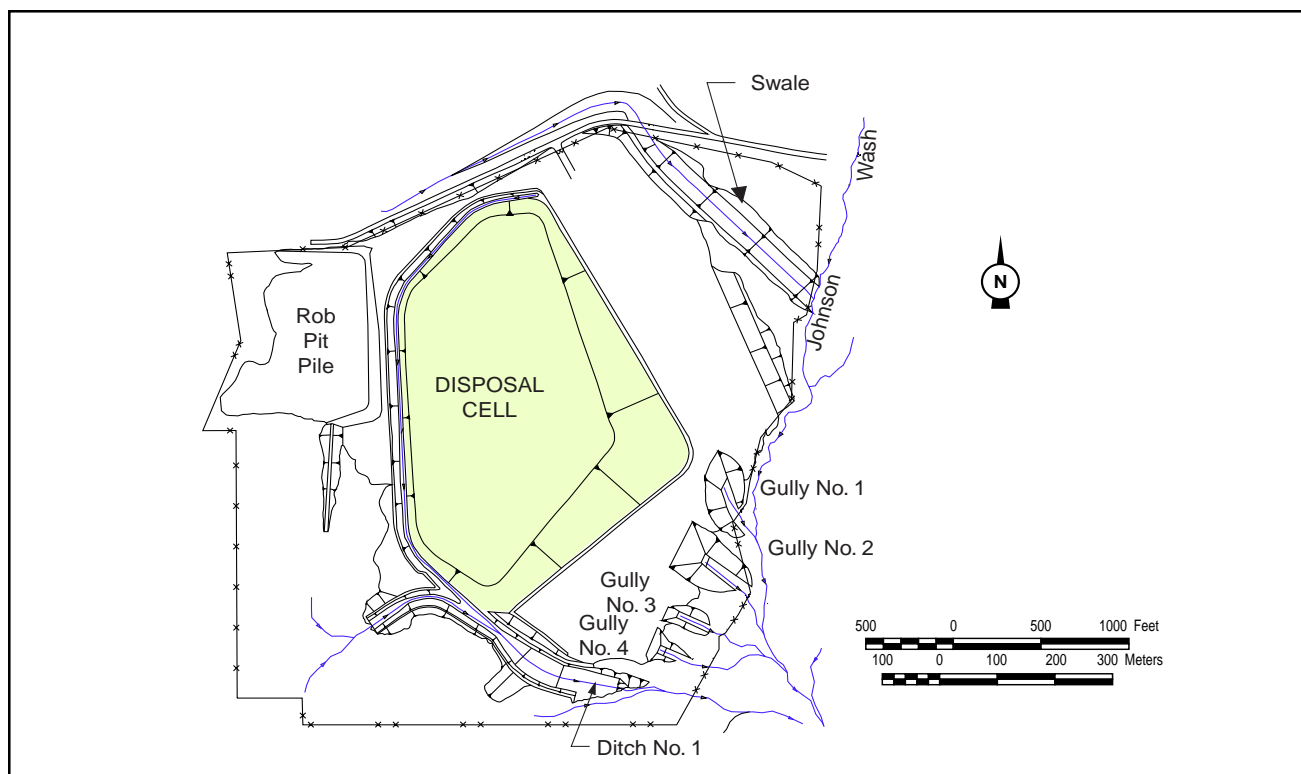 Swale
Wash
Johnson
N
Rob
Pit
Pile
DISPOSAL
CELL
Gully No. 1
Gully No. 2
Gully
No. 3
Gully
No. 4
500 0 500 1000 Feet
100 0 100 200 300 Meters
Ditch No. 1